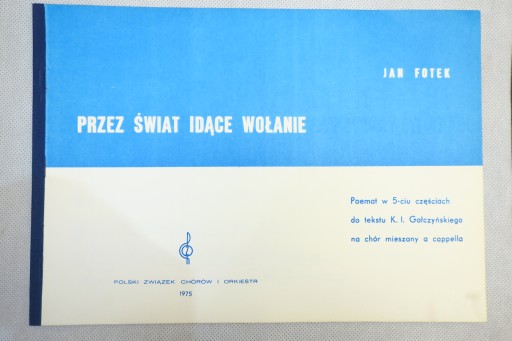 JAN FOTEK
PRZEZ ŚWIAT IDĄCE WOŁANIE
Poemat w 5-ciu częściach
do tekstu K. I. Gałczyńskiego
na chór mieszany a cappella
POLSKI ZWIĄZEK CHÓRÓW I ORKIESTR
1975